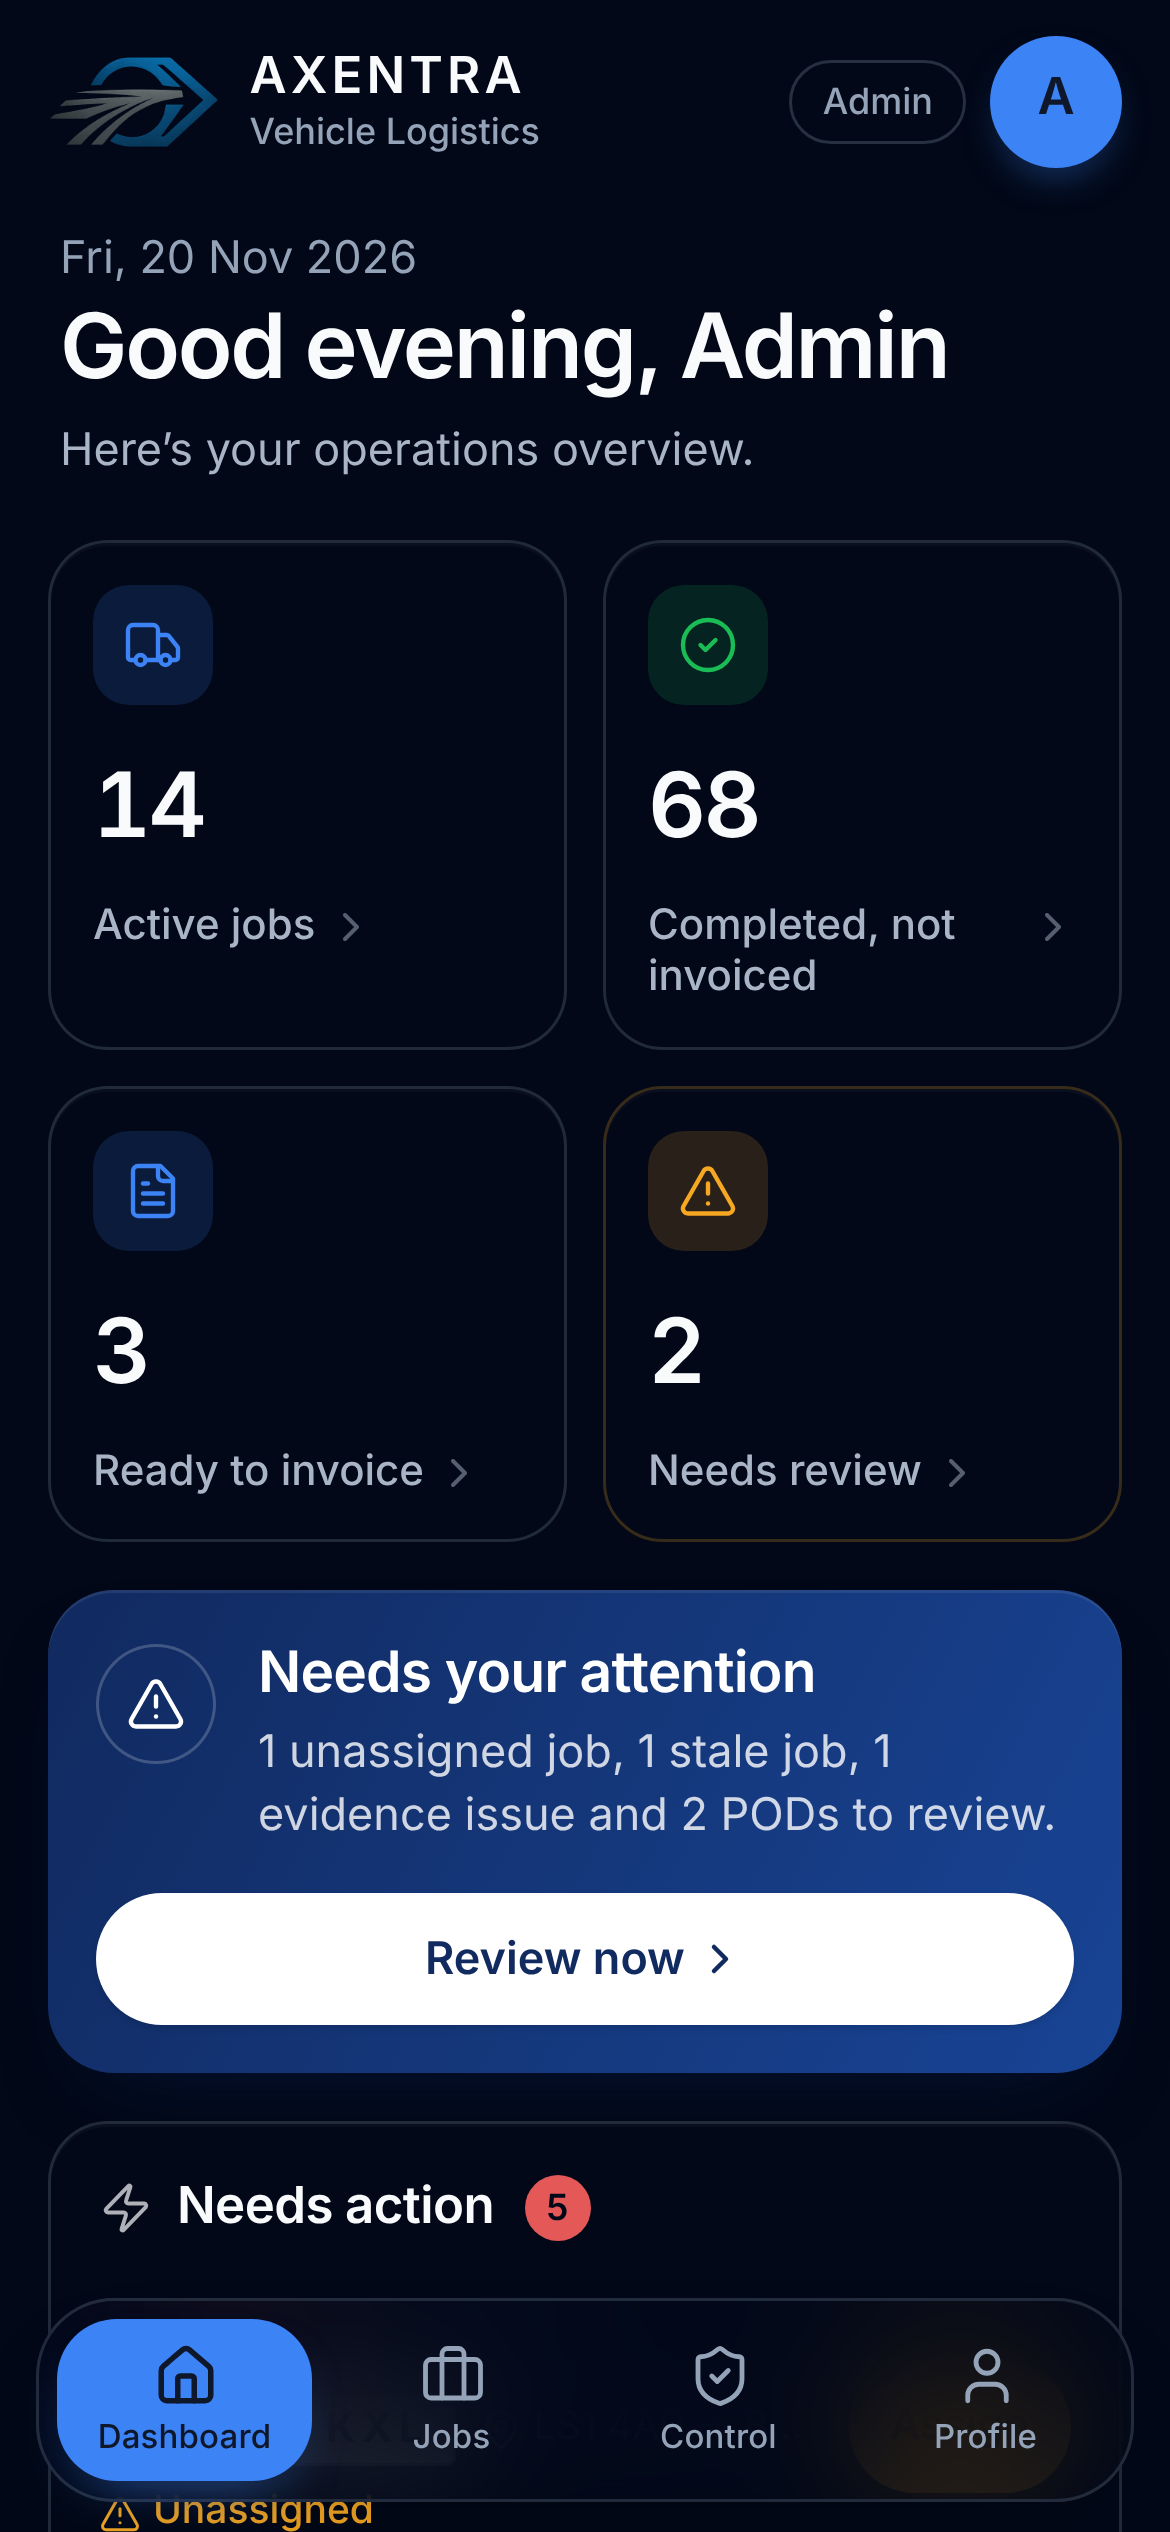 AXENTRA
Vehicle Logistics
Admin
A
Fri, 20 Nov 2026
Good evening, Admin
Here’s your operations overview.
14
Active jobs
68
Completed, not
invoiced
3
Ready to invoice
2
Needs review
Needs your attention
1 unassigned job, 1 stale job, 1
evidence issue and 2 PODs to review.
Review now
Needs action 5
Dashboard
Jobs
Control
Profile
Unassigned